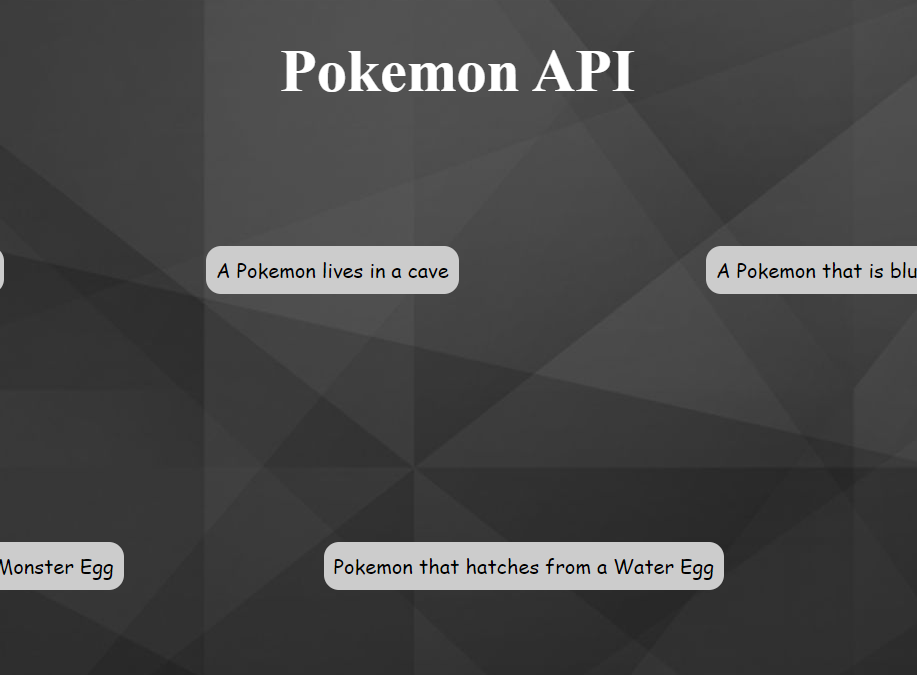 Pokemon API
A Pokemon lives in a cave
A Pokemon that is blu
Monster Egg
Pokemon that hatches from a Water Egg